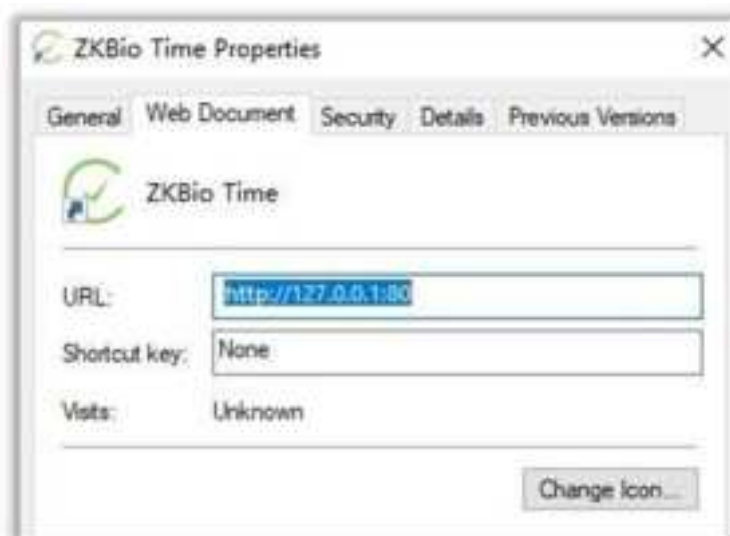 ZKBio Time Properties
General Web Document Security Details Previous Versions
ZKBio Time
URL: http://127.0.0.1:80
Shortcut key: None
Visits: Unknown
Change Icon...